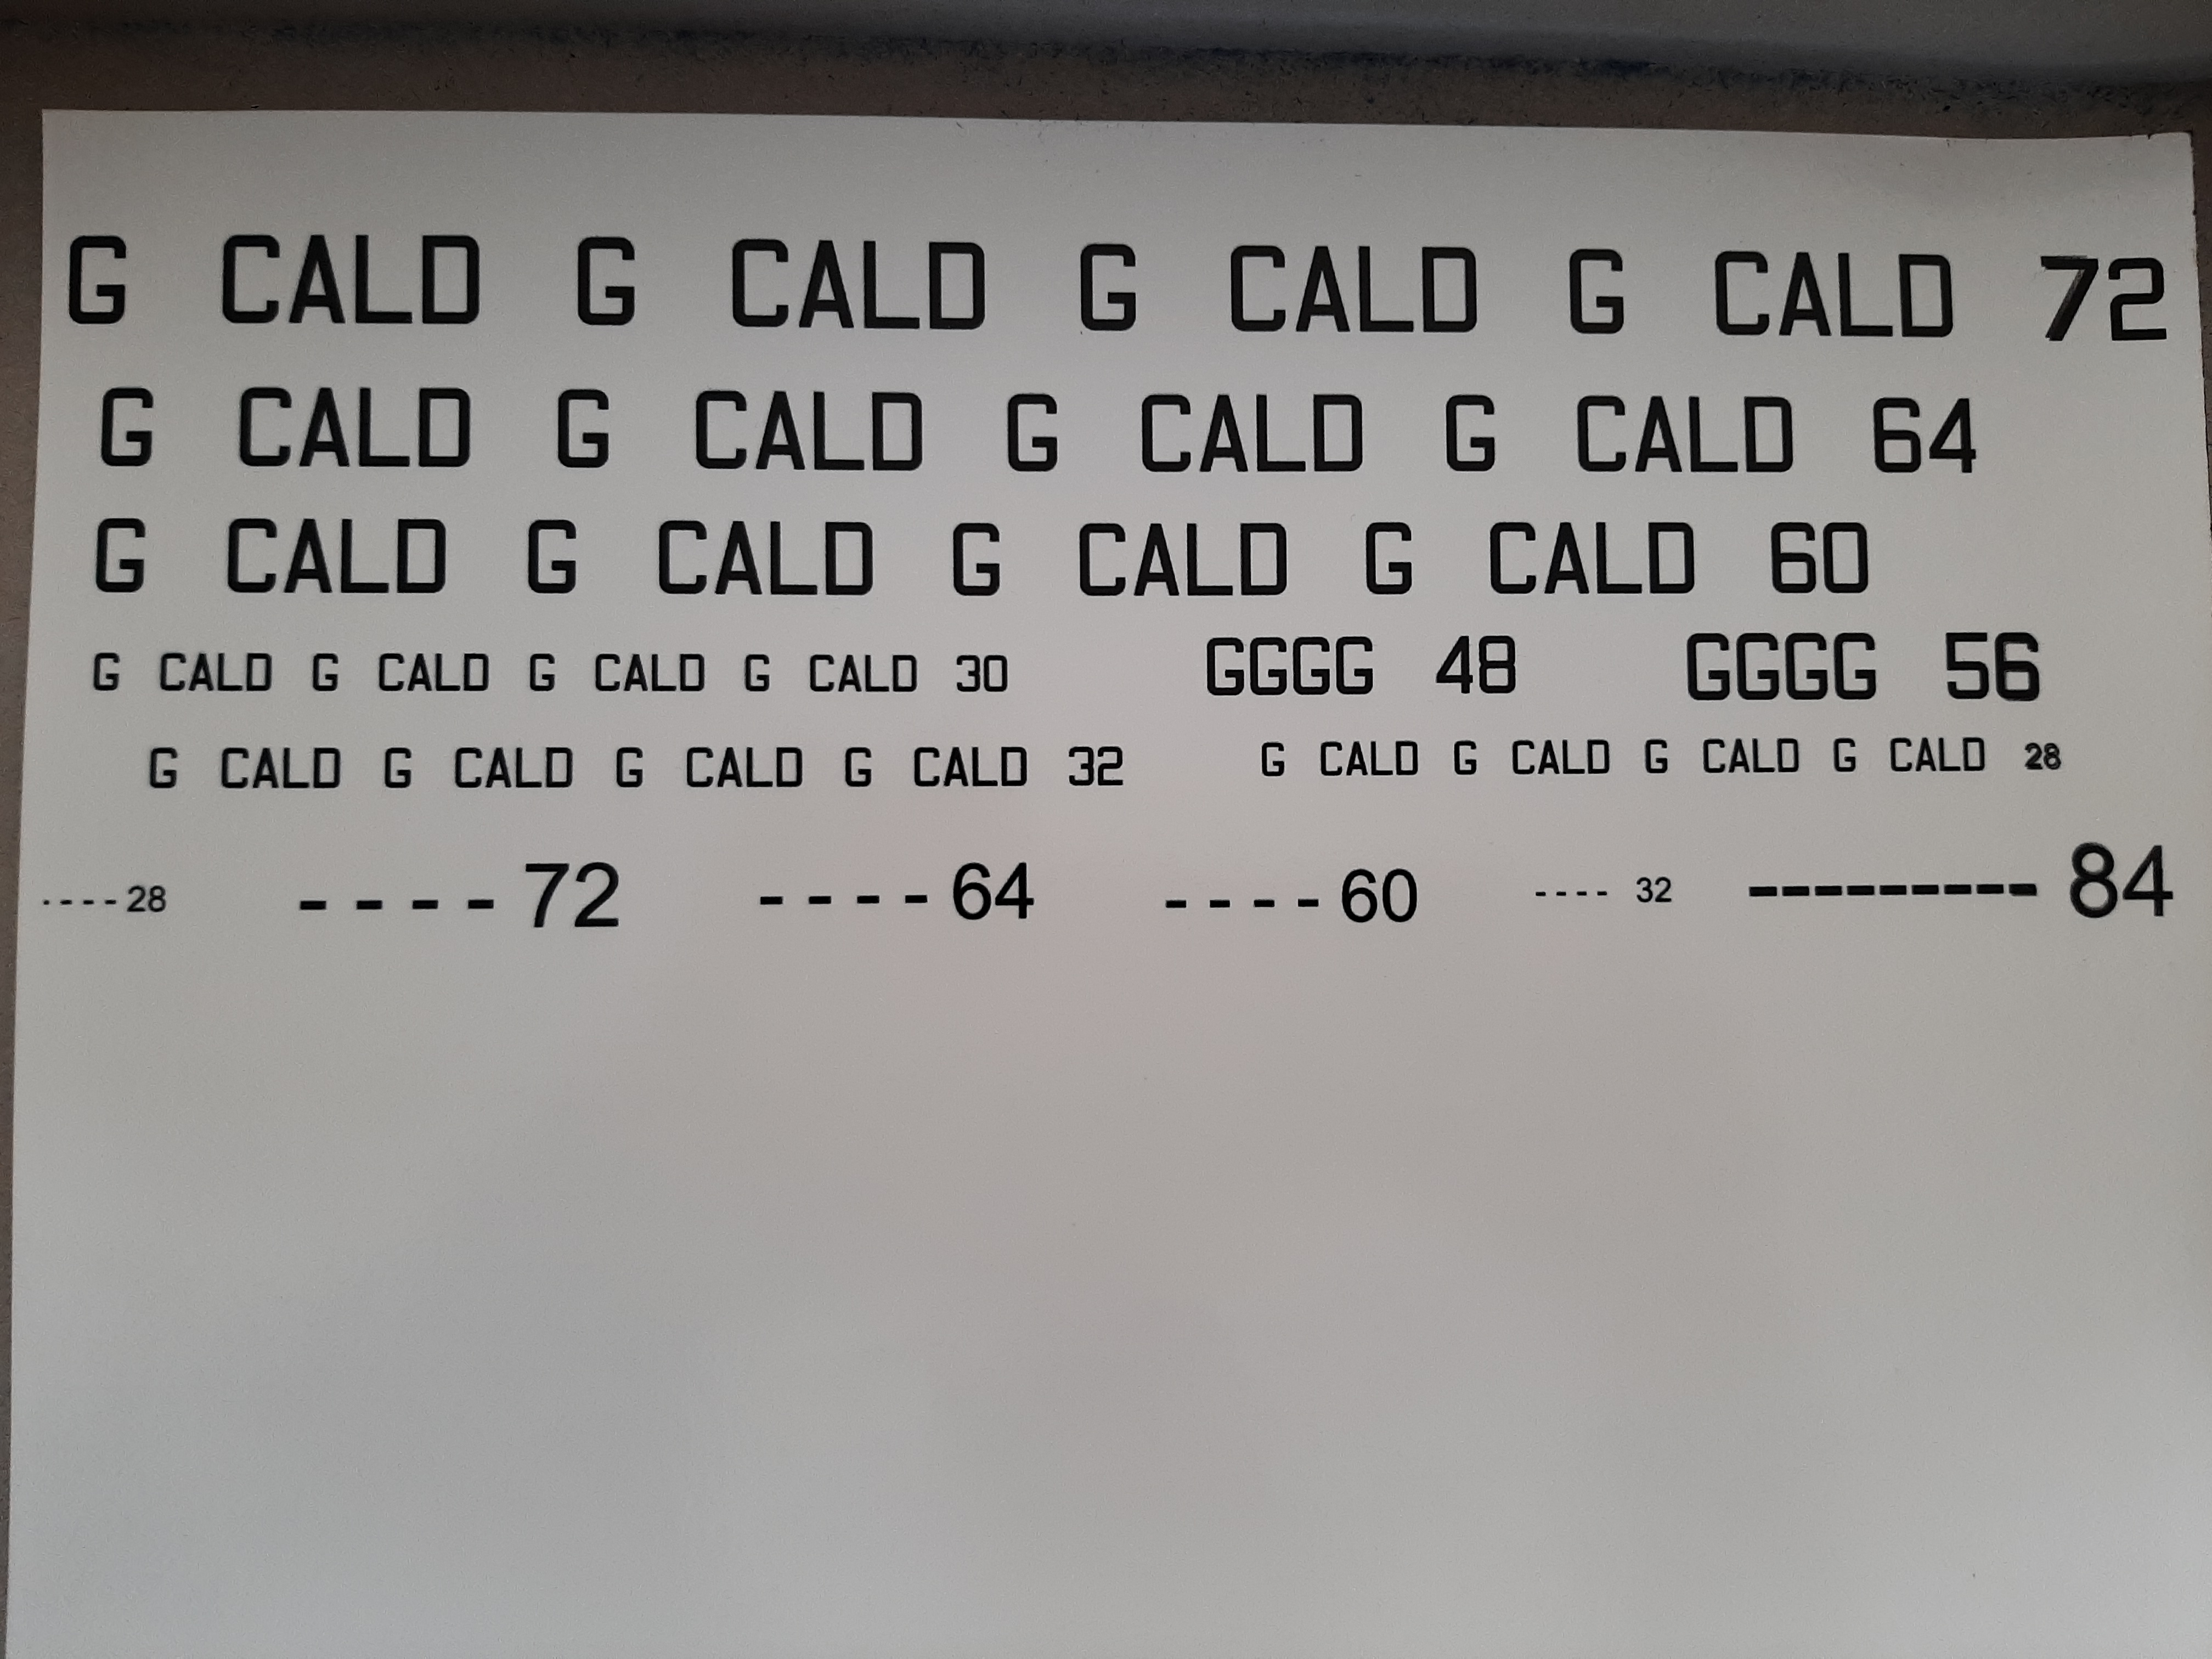 G CALD G CALD G CALD G CALD 72
G CALD G CALD G CALD G CALD 64
G CALD G CALD G CALD G CALD 60
G CALD G CALD G CALD G CALD 30 GGGG 48 GGGG 56
G CALD G CALD G CALD G CALD 32 G CALD G CALD G CALD G CALD 28
----28 - - - - 72 - - - - 64 - - - - 60 ---- 32 --------- 84